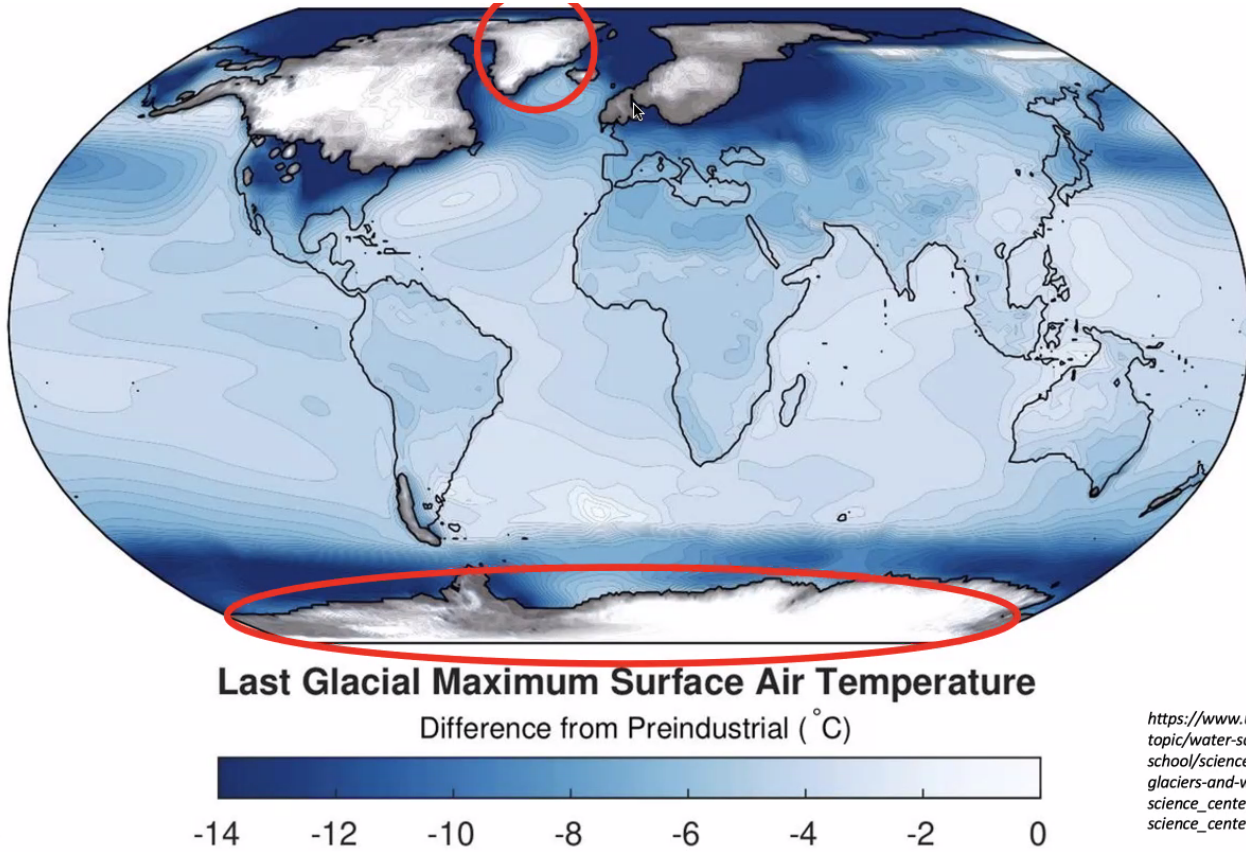 Last Glacial Maximum Surface Air Temperature
Difference from Preindustrial (°C)
-14 -12 -10 -8 -6 -4 -2 0
https://www.
topic/water-s
school/science
glaciers-and-
science_cente
science_cente